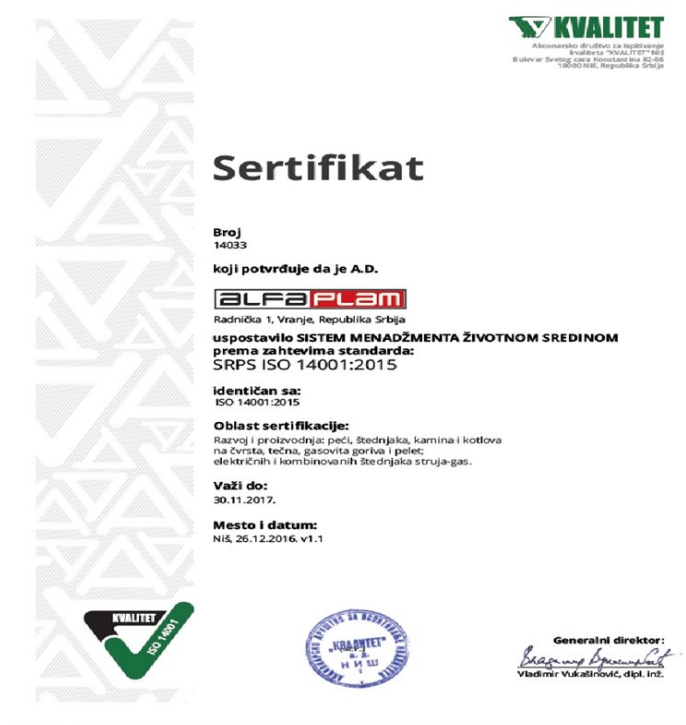 KVALITET
Akcionarsko društvo za ispitivanje
kvaliteta "KVALITET" Niš
Bulevar Svetog cara Konstantina 82-86
18000 Niš, Republika Srbija
Sertifikat
Broj
14033
koji potvrđuje da je A.D.
ALFA PLAM
Radnička 1, Vranje, Republika Srbija
uspostavilo SISTEM MENADŽMENTA ŽIVOTNOM SREDINOM
prema zahtevima standarda:
SRPS ISO 14001:2015
identičan sa:
ISO 14001:2015
Oblast sertifikacije:
Razvoj i proizvodnja: peći, štednjaka, kamina i kotlova
na čvrsta, tečna, gasovita goriva i pelet;
električnih i kombinovanih štednjaka struja-gas.
Važi do:
30.11.2017.
Mesto i datum:
Niš, 26.12.2016. v1.1
KVALITET
ISO 14001
"КВАЛИТЕТ"
а. д.
НИШ
Generalni direktor:
Vladimir Vukašinović, dipl. inž.